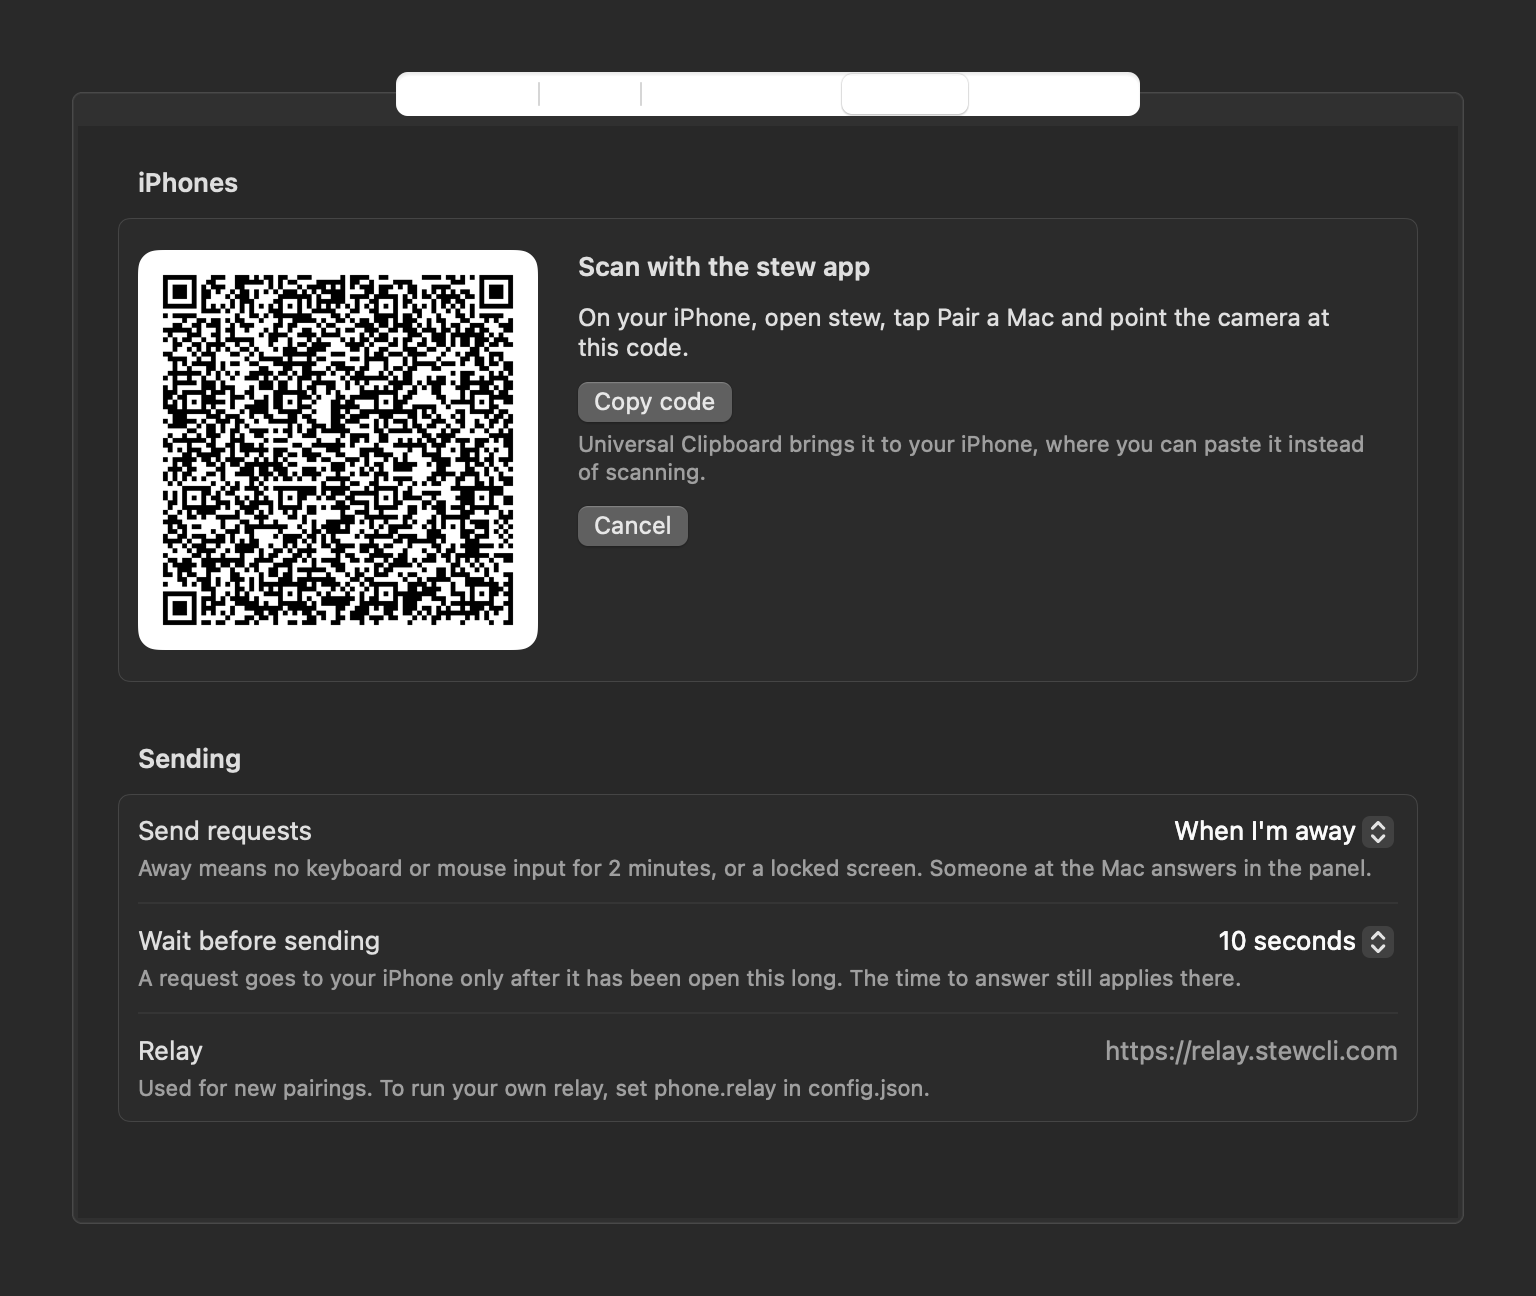 iPhones
Scan with the stew app
On your iPhone, open stew, tap Pair a Mac and point the camera at
this code.
Copy code
Universal Clipboard brings it to your iPhone, where you can paste it instead
of scanning.
Cancel
Sending
Send requests
When I'm away
Away means no keyboard or mouse input for 2 minutes, or a locked screen. Someone at the Mac answers in the panel.
Wait before sending
10 seconds
A request goes to your iPhone only after it has been open this long. The time to answer still applies there.
Relay
https://relay.stewcli.com
Used for new pairings. To run your own relay, set phone.relay in config.json.